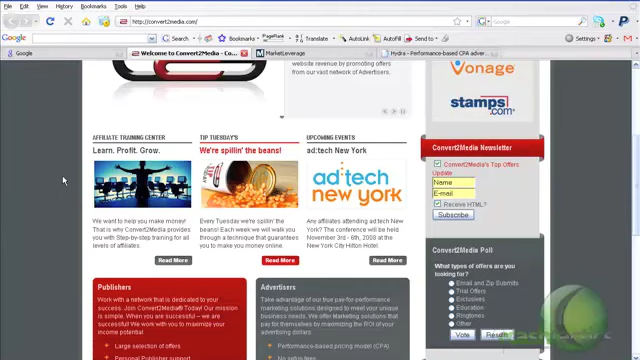 Edit View History Bookmarks Tools Help
http://convert2media.com/
Google Search Bookmarks PageRank Translate AutoLink AutoFill Send to Settings
Google Welcome to Convert2Media - Co... MarketLeverage Hydra - Performance-based CPA adver...
website revenue by promoting offers
from our vast network of Advertisers.
Vonage
stamps.com
AFFILIATE TRAINING CENTER
Learn. Profit. Grow.
We want to help you make money!
That is why Convert2Media provides
you with Step-by-step training for all
levels of affiliates.
Read More
TIP TUESDAY'S
We're spillin' the beans!
Every Tuesday we're spillin' the
beans! Each week we will walk
you through a technique that guarantees
you to make money online.
Read More
UPCOMING EVENTS
ad:tech New York
ad:tech
new york
Any affiliates attending ad:tech New
York will be HERE.
November 3rd - 6th, 2008 at the
New York City Hilton Hotel.
Read More
Convert2Media Newsletter
Convert2Media's Top Offers
Update
Name
E-mail
Receive HTML?
Subscribe
Convert2Media Poll
What types of offers are you
looking for?
Email and Zip Submits
Trial Offers
Exclusives
Education
Ringtones
Other
Vote Results
Publishers
Work with a network that is dedicated to your
success. Join Convert2Media Today! Our mission
is simple. When you are successful – we are
successful! We work with you to maximize your
income potential.
Large selection of offers
Personal Publisher support
Advertisers
Take advantage of our true pay-for-performance
marketing solutions designed to meet your unique
business needs. We offer Marketing solutions that
pay for themselves by maximizing the ROI of your
advertising dollars.
Performance-based pricing model (CPA)
No setup fees